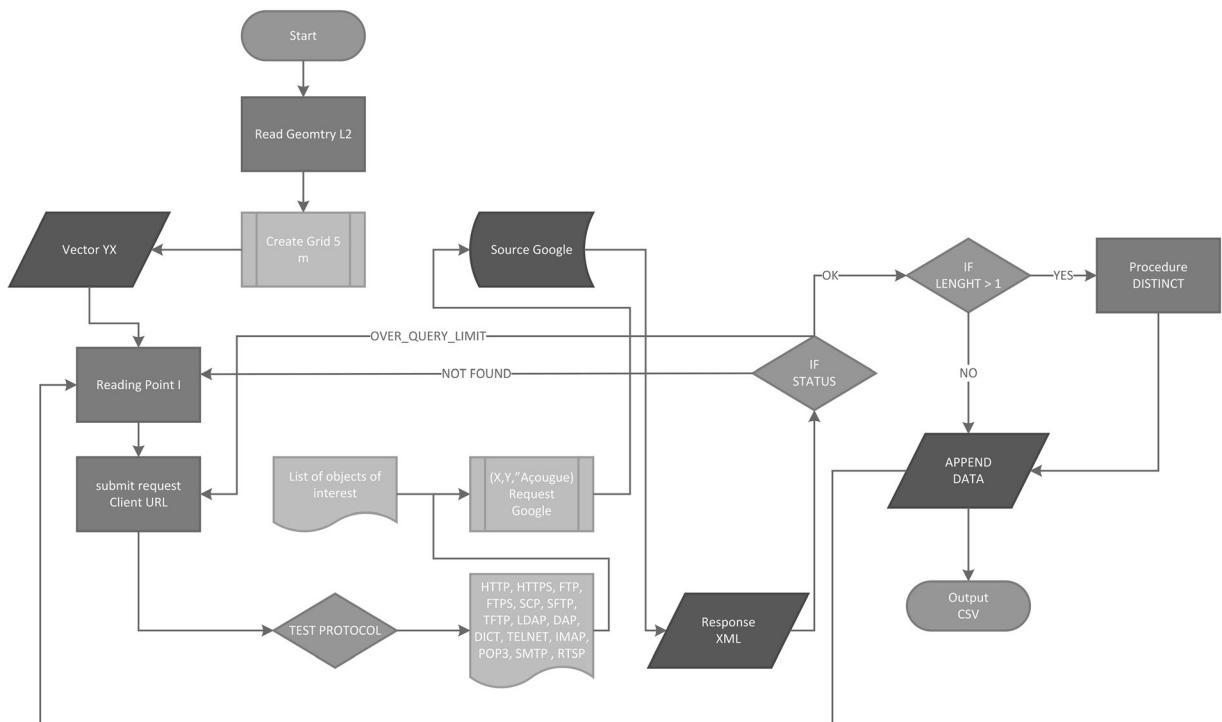 Start
Read Geomtry L2
Create Grid 5
m
Vector YX
Source Google
IF
LENGHT > 1
Procedure
DISTINCT
OK
YES
OVER_QUERY_LIMIT
NOT FOUND
IF
STATUS
NO
Reading Point I
submit request
Client URL
List of objects of
interest
(X,Y,”Açougue)
Request
Google
APPEND
DATA
TEST PROTOCOL
HTTP, HTTPS, FTP,
FTPS, SCP, SFTP,
TFTP, LDAP, DAP,
DICT, TELNET, IMAP,
POP3, SMTP , RTSP
Response
XML
Output
CSV